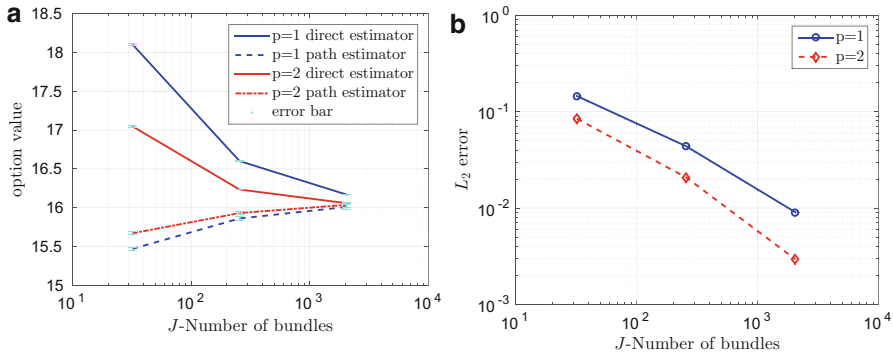 a
18.5
18
17.5
17
16.5
16
15.5
15
option value
10^1
10^2
10^3
10^4
J-Number of bundles
p=1 direct estimator
p=1 path estimator
p=2 direct estimator
p=2 path estimator
error bar
b
10^0
10^-1
10^-2
10^-3
L_2 error
10^1
10^2
10^3
10^4
J-Number of bundles
p=1
p=2